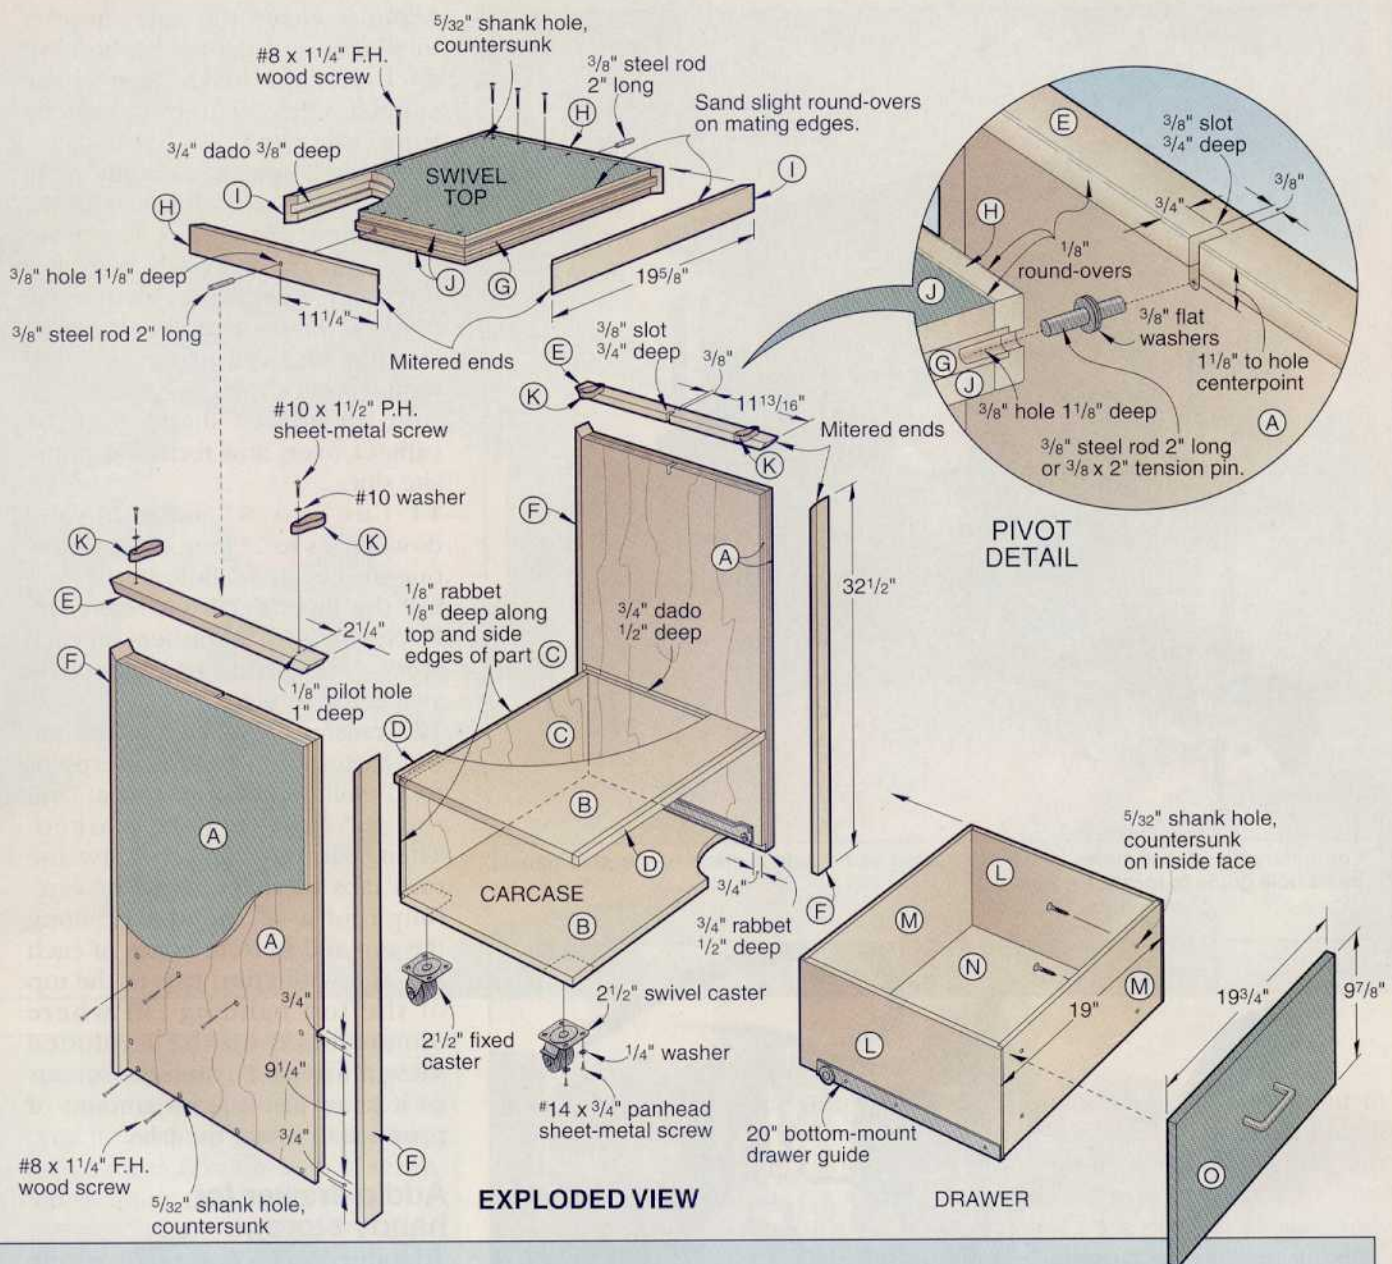 5/32" shank hole,
countersunk
#8 x 1 1/4" F.H.
wood screw
3/8" steel rod
2" long
H
Sand slight round-overs
on mating edges.
3/4" dado 3/8" deep
SWIVEL
TOP
I
I
H
3/8" hole 1 1/8" deep
J
G
19 5/8"
3/8" steel rod 2" long
11 1/4"
Mitered ends
E
3/8" slot
3/4" deep
3/8"
3/4"
H
1/8"
round-overs
J
3/8" flat
washers
G
J
1 1/8" to hole
centerpoint
3/8" hole 1 1/8" deep
A
3/8" steel rod 2" long
or 3/8 x 2" tension pin.
PIVOT
DETAIL
3/8" slot
3/4" deep
3/8"
E
K
11 13/16"
Mitered ends
K
#10 x 1 1/2" P.H.
sheet-metal screw
#10 washer
K
K
F
A
32 1/2"
E
1/8" rabbet
1/8" deep along
top and side
edges of part C
3/4" dado
1/2" deep
2 1/4"
F
1/8" pilot hole
1" deep
D
C
B
D
A
CARCASE
B
3/4"
F
3/4" rabbet
1/2" deep
A
5/32" shank hole,
countersunk
on inside face
L
M
N
M
19"
19 3/4"
9 7/8"
L
3/4"
2 1/2" fixed
caster
2 1/2" swivel caster
1/4" washer
9 1/4"
#14 x 3/4" panhead
sheet-metal screw
3/4"
F
20" bottom-mount
drawer guide
O
#8 x 1 1/4" F.H.
wood screw
5/32" shank hole,
countersunk
EXPLODED VIEW
DRAWER